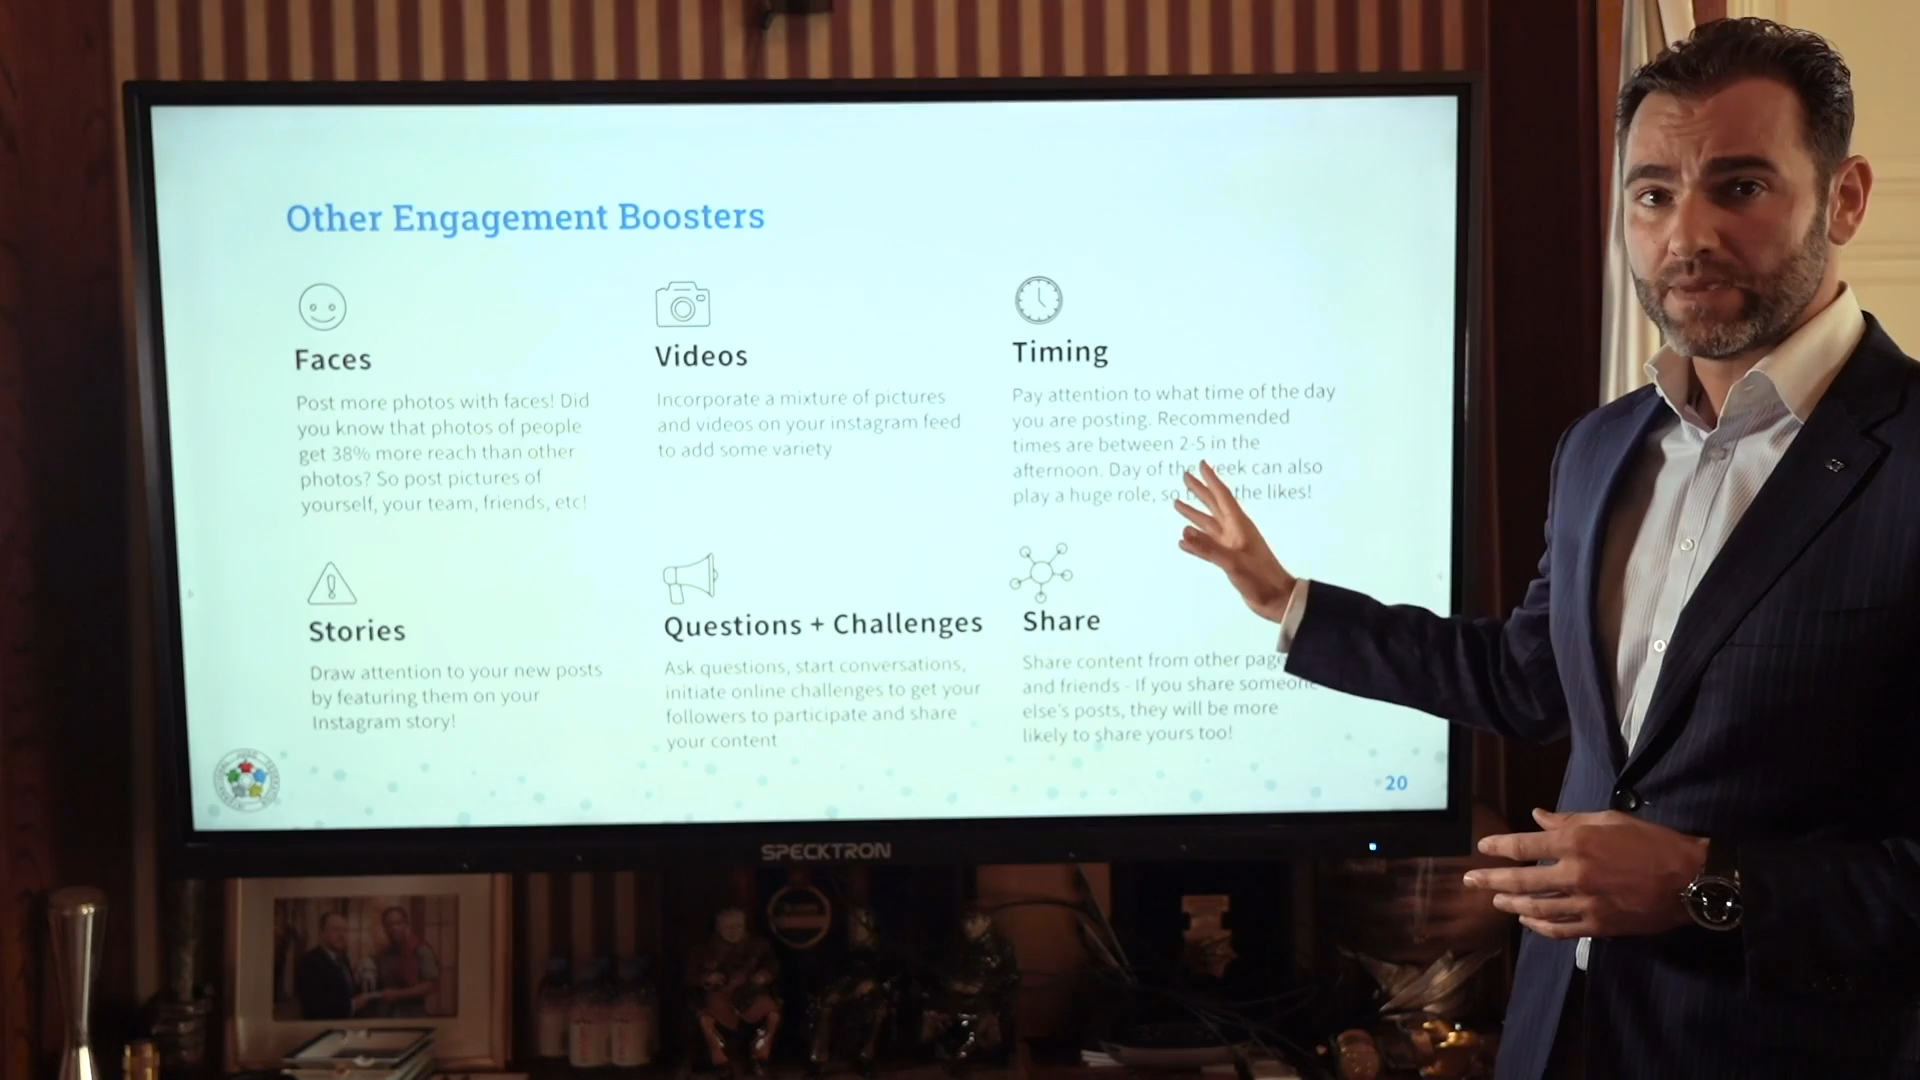 Other Engagement Boosters
Faces
Post more photos with faces! Did
you know that photos of people
get 38% more reach than other
photos? So post pictures of
yourself, your team, friends, etc!
Videos
Incorporate a mixture of pictures
and videos on your instagram feed
to add some variety
Timing
Pay attention to what time of the day
you are posting. Recommended
times are between 2-5 in the
afternoon. Day of the week can also
play a huge role, so the likes!
Stories
Draw attention to your new posts
by featuring them on your
Instagram story!
Questions + Challenges
Ask questions, start conversations,
initiate online challenges to get your
followers to participate and share
your content
Share
Share content from other
and friends - If you share someone
else's posts, they will be more
likely to share yours too!
20
SPECKTRON